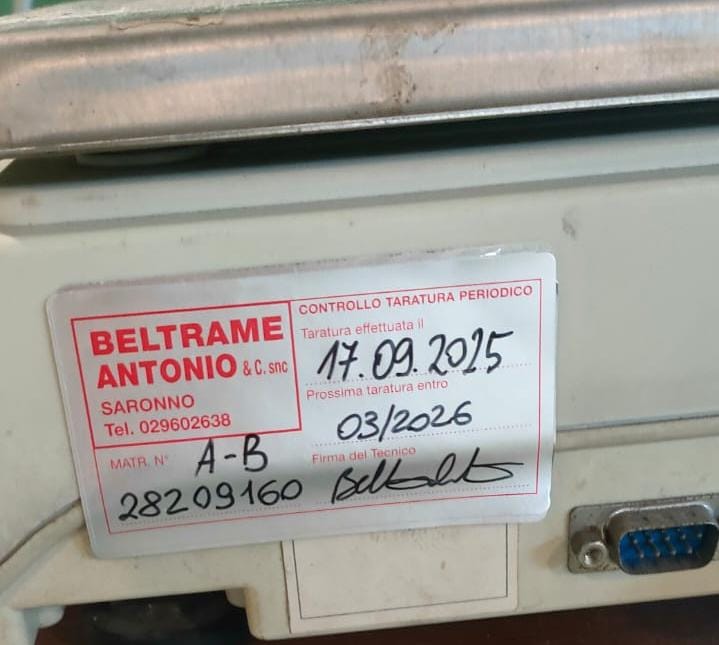 BELTRAME
ANTONIO & C. snc
SARONNO
Tel. 029602638
MATR. N° A-B
28209160
CONTROLLO TARATURA PERIODICO
Taratura effettuata il
17.09.2025
Prossima taratura entro
03/2026
Firma del Tecnico